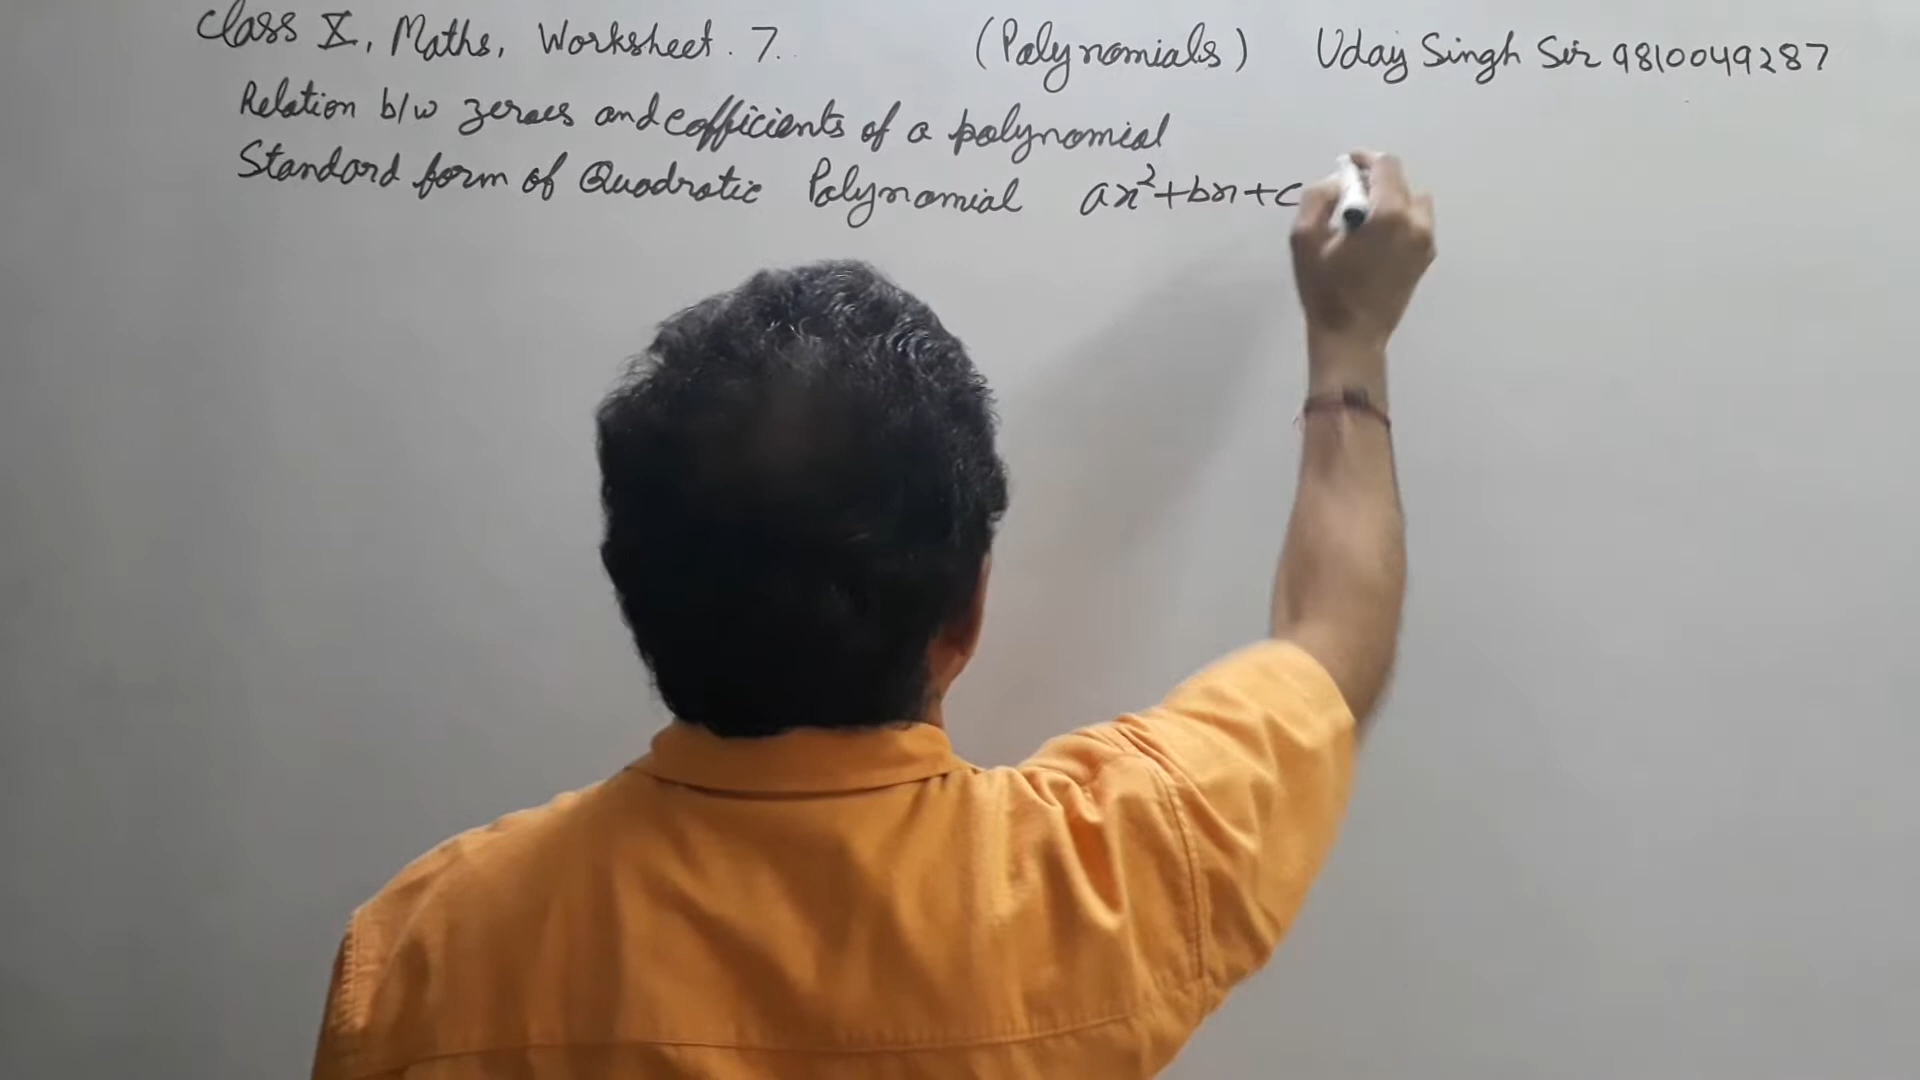 Class X, Maths, Worksheet. 7. (Polynomials) Uday Singh Sir 9810049287
Relation b/w zeroes and cofficients of a polynomial
Standard form of Quadratic Polynomial ax²+bx+c